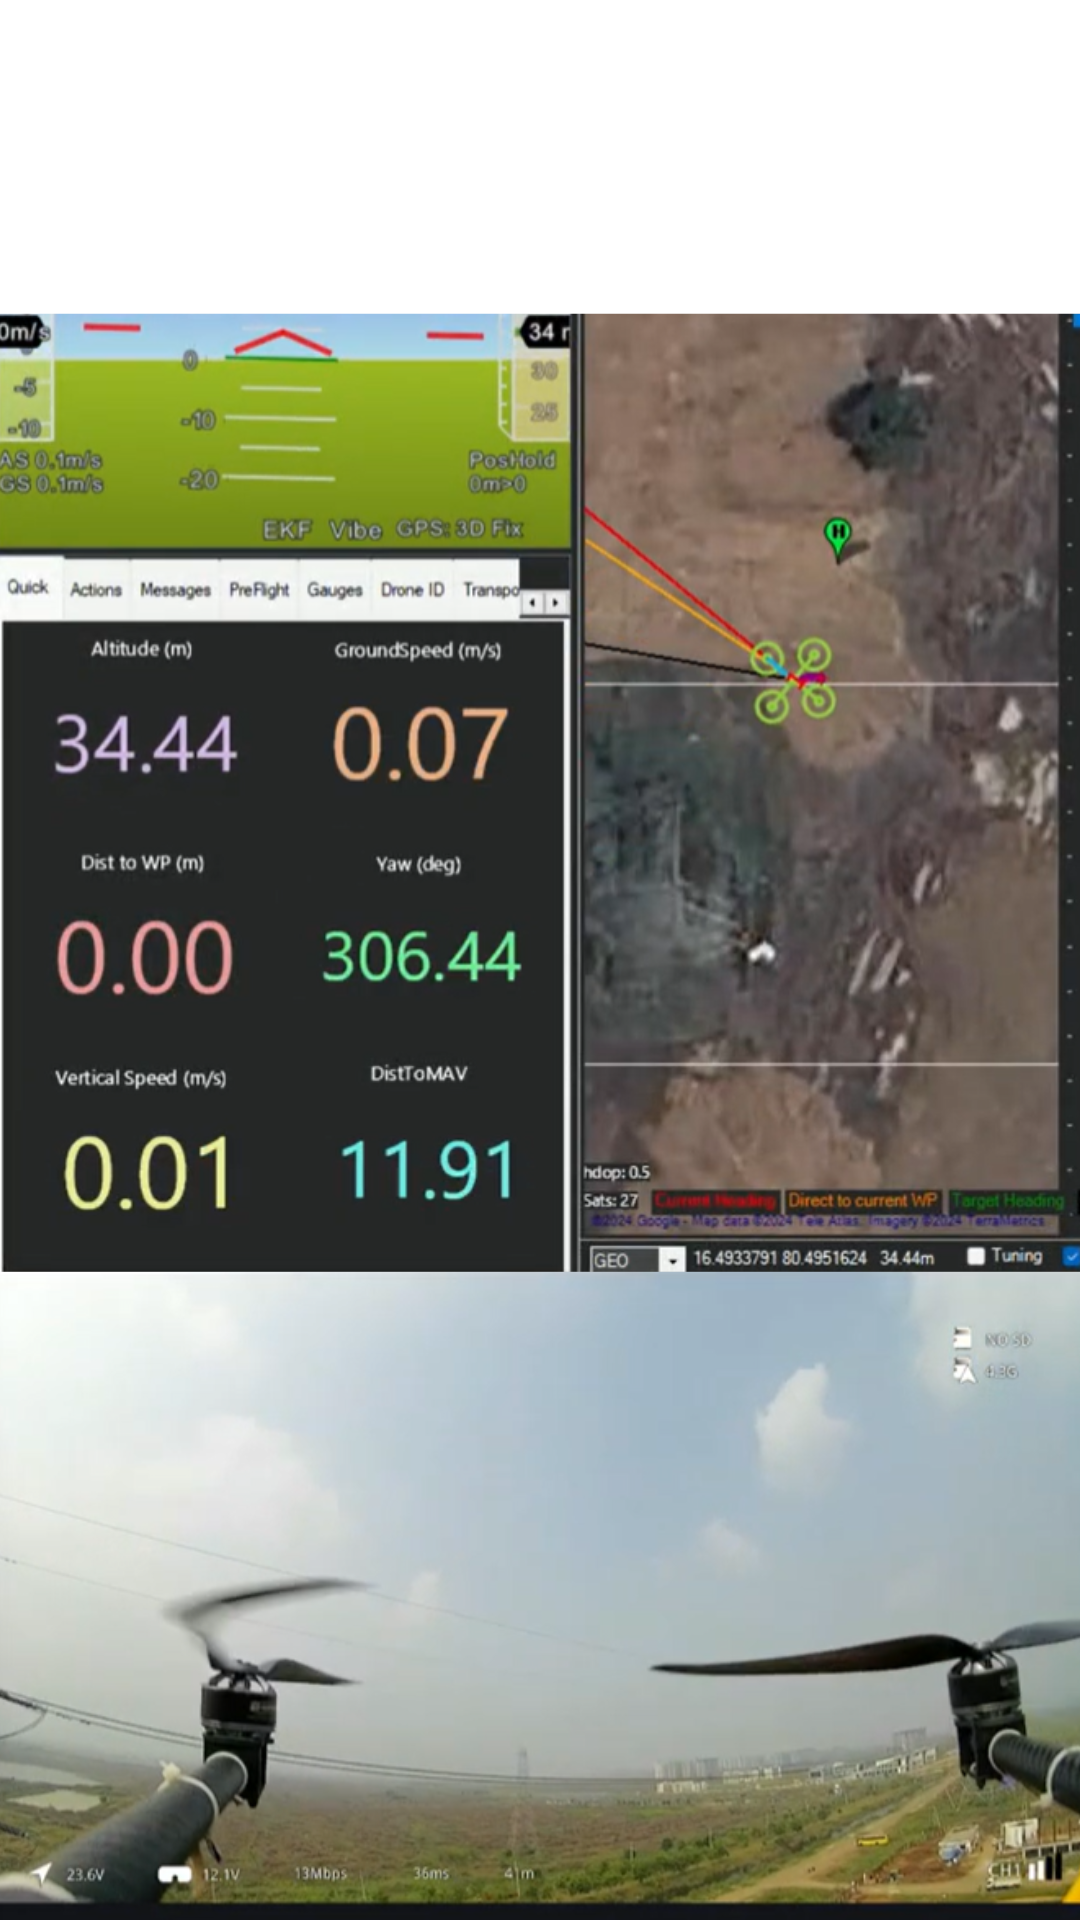 0m/s
34
0
-5
30
-10
-10
25
AS 0.1m/s
PosHold
GS 0.1m/s
-20
0m>0
EKF Vibe GPS: 3D Fix
Quick Actions Messages PreFlight Gauges Drone ID Transpo
Altitude (m) GroundSpeed (m/s)
34.44 0.07
Dist to WP (m) Yaw (deg)
0.00 306.44
Vertical Speed (m/s) DistToMAV
0.01 11.91
H
hdop: 0.5
Sats: 27 Current Heading Direct to current WP Target Heading
©2024 Google - Map data ©2024 Tele Atlas, Imagery ©2024 TerraMetrics
GEO 16.4933791 80.4951624 34.44m Tuning
NO SD
4.3G
23.6V 12.1V 13Mbps 36ms CH1